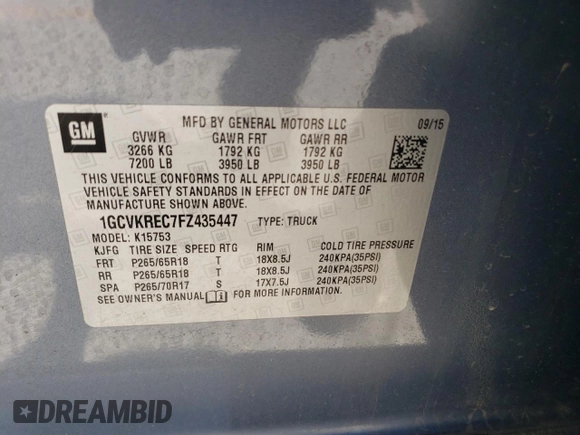 GM
MFD BY GENERAL MOTORS LLC 09/15
GVWR GAWR FRT GAWR RR
3266 KG 1792 KG 1792 KG
7200 LB 3950 LB 3950 LB
THIS VEHICLE CONFORMS TO ALL APPLICABLE U.S. FEDERAL MOTOR
VEHICLE SAFETY STANDARDS IN EFFECT ON THE DATE OF
MANUFACTURE SHOWN ABOVE.
1GCVKREC7FZ435447 TYPE: TRUCK
MODEL: K15753
KJFG TIRE SIZE SPEED RTG RIM COLD TIRE PRESSURE
FRT P265/65R18 T 18X8.5J 240KPA(35PSI)
RR P265/65R18 T 18X8.5J 240KPA(35PSI)
SPA P265/70R17 S 17X7.5J 240KPA(35PSI)
SEE OWNER'S MANUAL FOR MORE INFORMATION.
DREAMBID